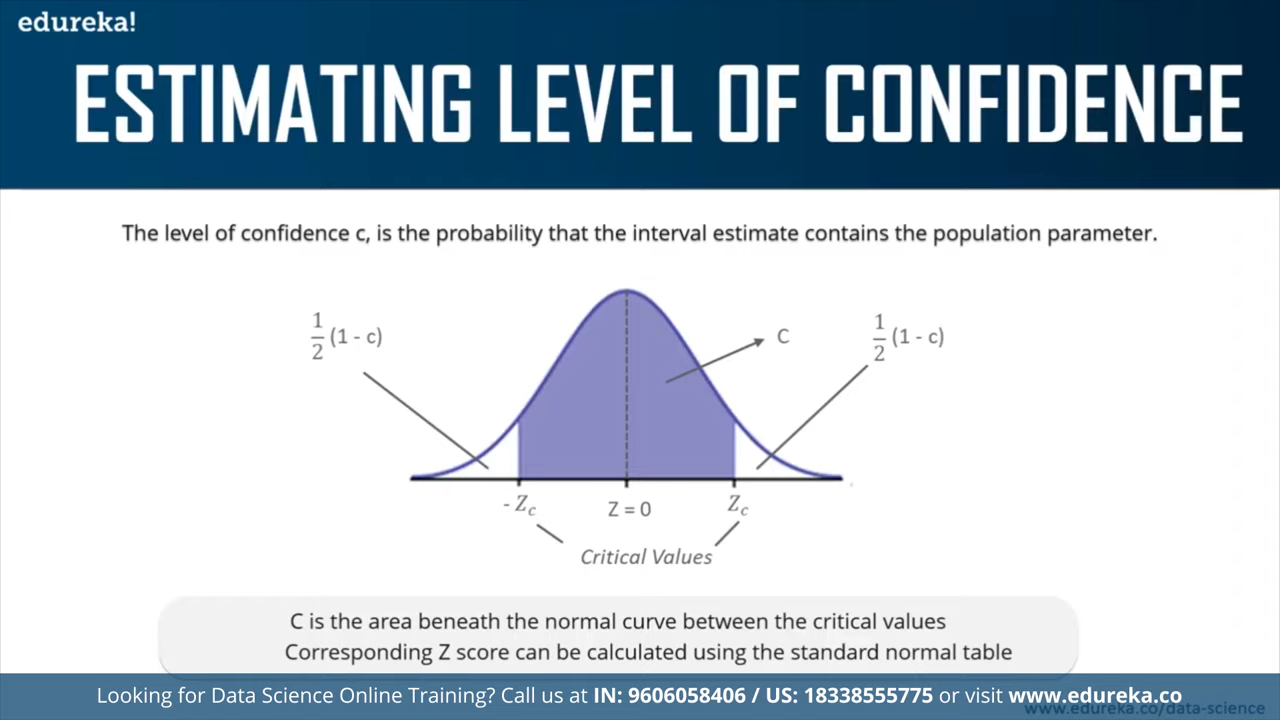 edureka!
ESTIMATING LEVEL OF CONFIDENCE
The level of confidence c, is the probability that the interval estimate contains the population parameter.
1/2 (1 - c)
C
1/2 (1 - c)
- Zc
Z = 0
Zc
Critical Values
C is the area beneath the normal curve between the critical values
Corresponding Z score can be calculated using the standard normal table
Looking for Data Science Online Training? Call us at IN: 9606058406 / US: 18338555775 or visit www.edureka.co
www.edureka.co/data-science